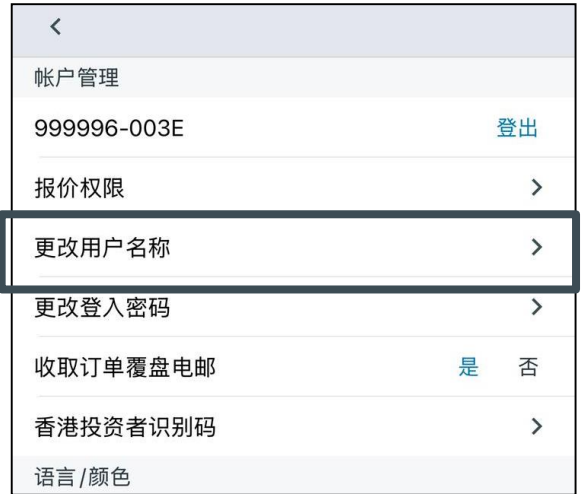 帐户管理
999996-003E 登出
报价权限
更改用户名称
更改登入密码
收取订单覆盘电邮 是 否
香港投资者识别码
语言/颜色